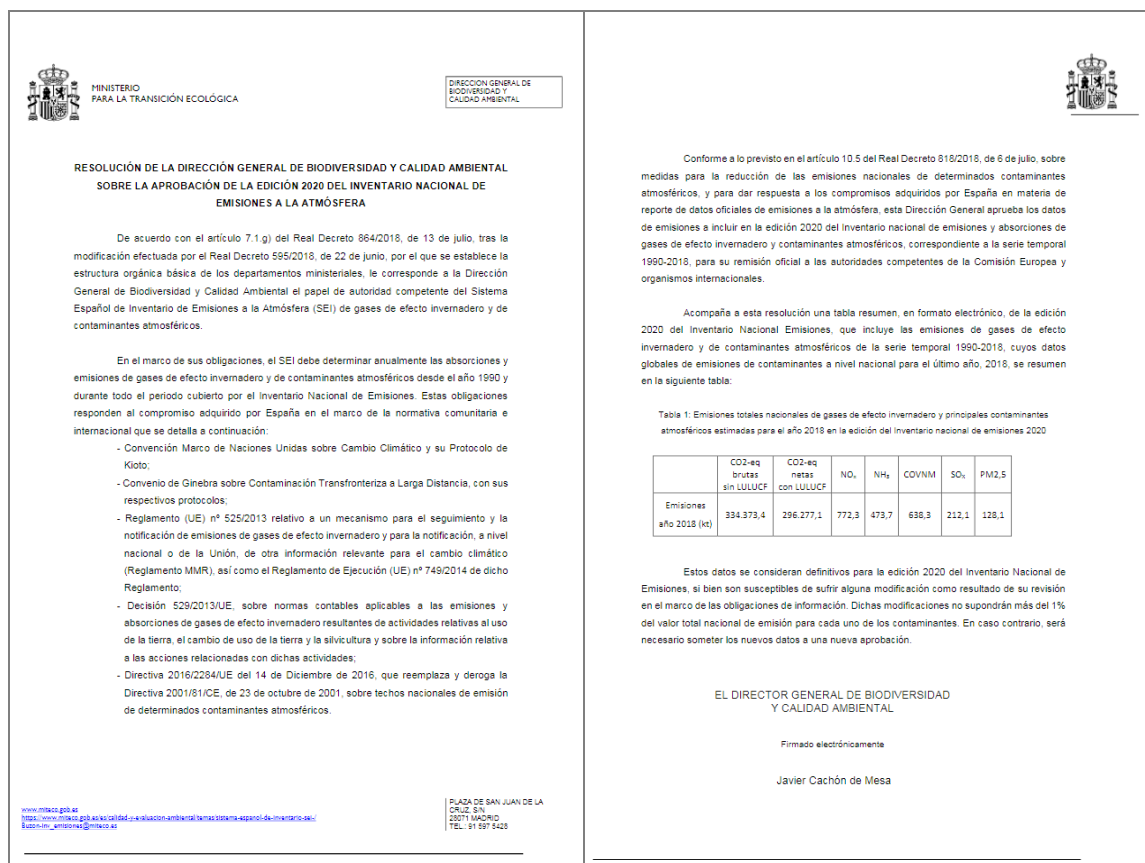 MINISTERIO
PARA LA TRANSICIÓN ECOLÓGICA
DIRECCION GENERAL DE
BIODIVERSIDAD Y
CALIDAD AMBIENTAL
RESOLUCIÓN DE LA DIRECCIÓN GENERAL DE BIODIVERSIDAD Y CALIDAD AMBIENTAL
SOBRE LA APROBACIÓN DE LA EDICIÓN 2020 DEL INVENTARIO NACIONAL DE
EMISIONES A LA ATMÓSFERA
De acuerdo con el artículo 7.1.g) del Real Decreto 864/2018, de 13 de julio, tras la
modificación efectuada por el Real Decreto 595/2018, de 22 de junio, por el que se establece la
estructura orgánica básica de los departamentos ministeriales, le corresponde a la Dirección
General de Biodiversidad y Calidad Ambiental el papel de autoridad competente del Sistema
Español de Inventario de Emisiones a la Atmósfera (SEI) de gases de efecto invernadero y de
contaminantes atmosféricos.
En el marco de sus obligaciones, el SEI debe determinar anualmente las absorciones y
emisiones de gases de efecto invernadero y de contaminantes atmosféricos desde el año 1990 y
durante todo el periodo cubierto por el Inventario Nacional de Emisiones. Estas obligaciones
responden al compromiso adquirido por España en el marco de la normativa comunitaria e
internacional que se detalla a continuación:
- Convención Marco de Naciones Unidas sobre Cambio Climático y su Protocolo de
Kioto;
- Convenio de Ginebra sobre Contaminación Transfronteriza a Larga Distancia, con sus
respectivos protocolos;
- Reglamento (UE) nº 525/2013 relativo a un mecanismo para el seguimiento y la
notificación de emisiones de gases de efecto invernadero y para la notificación, a nivel
nacional o de la Unión, de otra información relevante para el cambio climático
(Reglamento MMR), así como el Reglamento de Ejecución (UE) nº 749/2014 de dicho
Reglamento;
- Decisión 529/2013/UE, sobre normas contables aplicables a las emisiones y
absorciones de gases de efecto invernadero resultantes de actividades relativas al uso
de la tierra, el cambio de uso de la tierra y la silvicultura y sobre la información relativa
a las acciones relacionadas con dichas actividades;
- Directiva 2016/2284/UE del 14 de Diciembre de 2016, que reemplaza y deroga la
Directiva 2001/81/CE, de 23 de octubre de 2001, sobre techos nacionales de emisión
de determinados contaminantes atmosféricos.
www.miteco.gob.es
https://www.miteco.gob.es/es/calidad-y-evaluacion-ambiental/temas/sistema-espanol-de-inventario-sei-/
Buzon-inv_emisiones@miteco.es
PLAZA DE SAN JUAN DE LA
CRUZ, S/N
28071 MADRID
TEL.: 91 597 5428
Conforme a lo previsto en el artículo 10.5 del Real Decreto 818/2018, de 6 de julio, sobre
medidas para la reducción de las emisiones nacionales de determinados contaminantes
atmosféricos, y para dar respuesta a los compromisos adquiridos por España en materia de
reporte de datos oficiales de emisiones a la atmósfera, esta Dirección General aprueba los datos
de emisiones a incluir en la edición 2020 del Inventario nacional de emisiones y absorciones de
gases de efecto invernadero y contaminantes atmosféricos, correspondiente a la serie temporal
1990-2018, para su remisión oficial a las autoridades competentes de la Comisión Europea y
organismos internacionales.
Acompaña a esta resolución una tabla resumen, en formato electrónico, de la edición
2020 del Inventario Nacional Emisiones, que incluye las emisiones de gases de efecto
invernadero y de contaminantes atmosféricos de la serie temporal 1990-2018, cuyos datos
globales de emisiones de contaminantes a nivel nacional para el último año, 2018, se resumen
en la siguiente tabla:
Tabla 1: Emisiones totales nacionales de gases de efecto invernadero y principales contaminantes
atmosféricos estimadas para el año 2018 en la edición del Inventario nacional de emisiones 2020
CO2-eq brutas sin LULUCF CO2-eq netas con LULUCF NOₓ NH₃ COVNM SOₓ PM2,5
Emisiones año 2018 (kt) 334.373,4 296.277,1 772,3 473,7 638,3 212,1 128,1
Estos datos se consideran definitivos para la edición 2020 del Inventario Nacional de
Emisiones, si bien son susceptibles de sufrir alguna modificación como resultado de su revisión
en el marco de las obligaciones de información. Dichas modificaciones no supondrán más del 1%
del valor total nacional de emisión para cada uno de los contaminantes. En caso contrario, será
necesario someter los nuevos datos a una nueva aprobación.
EL DIRECTOR GENERAL DE BIODIVERSIDAD
Y CALIDAD AMBIENTAL
Firmado electrónicamente
Javier Cachón de Mesa